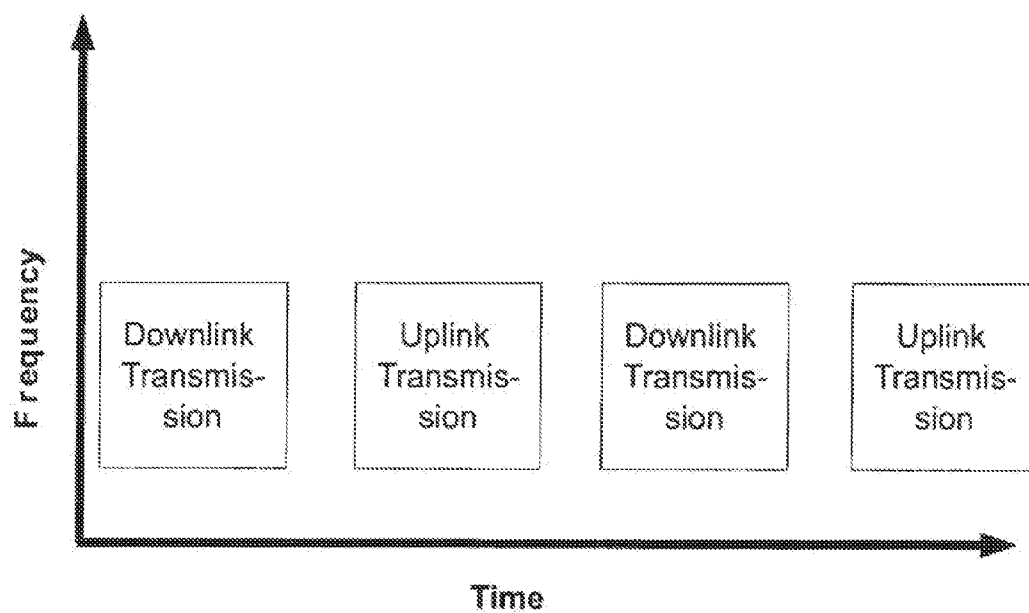 Frequency
Downlink
Transmis-
sion
Uplink
Transmis-
sion
Downlink
Transmis-
sion
Uplink
Transmis-
sion
Time